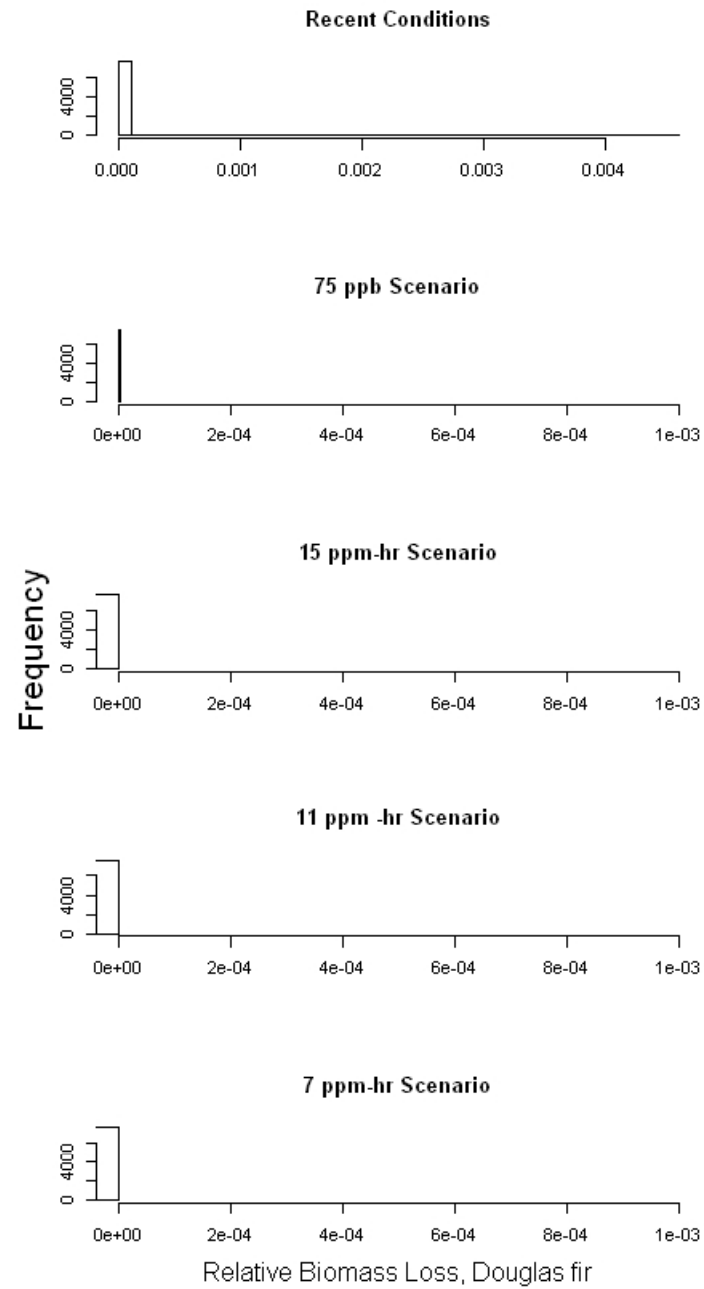 Recent Conditions
4000
0
0.000 0.001 0.002 0.003 0.004
75 ppb Scenario
4000
0
0e+00 2e-04 4e-04 6e-04 8e-04 1e-03
15 ppm-hr Scenario
Frequency
4000
0
0e+00 2e-04 4e-04 6e-04 8e-04 1e-03
11 ppm -hr Scenario
4000
0
0e+00 2e-04 4e-04 6e-04 8e-04 1e-03
7 ppm-hr Scenario
4000
0
0e+00 2e-04 4e-04 6e-04 8e-04 1e-03
Relative Biomass Loss, Douglas fir